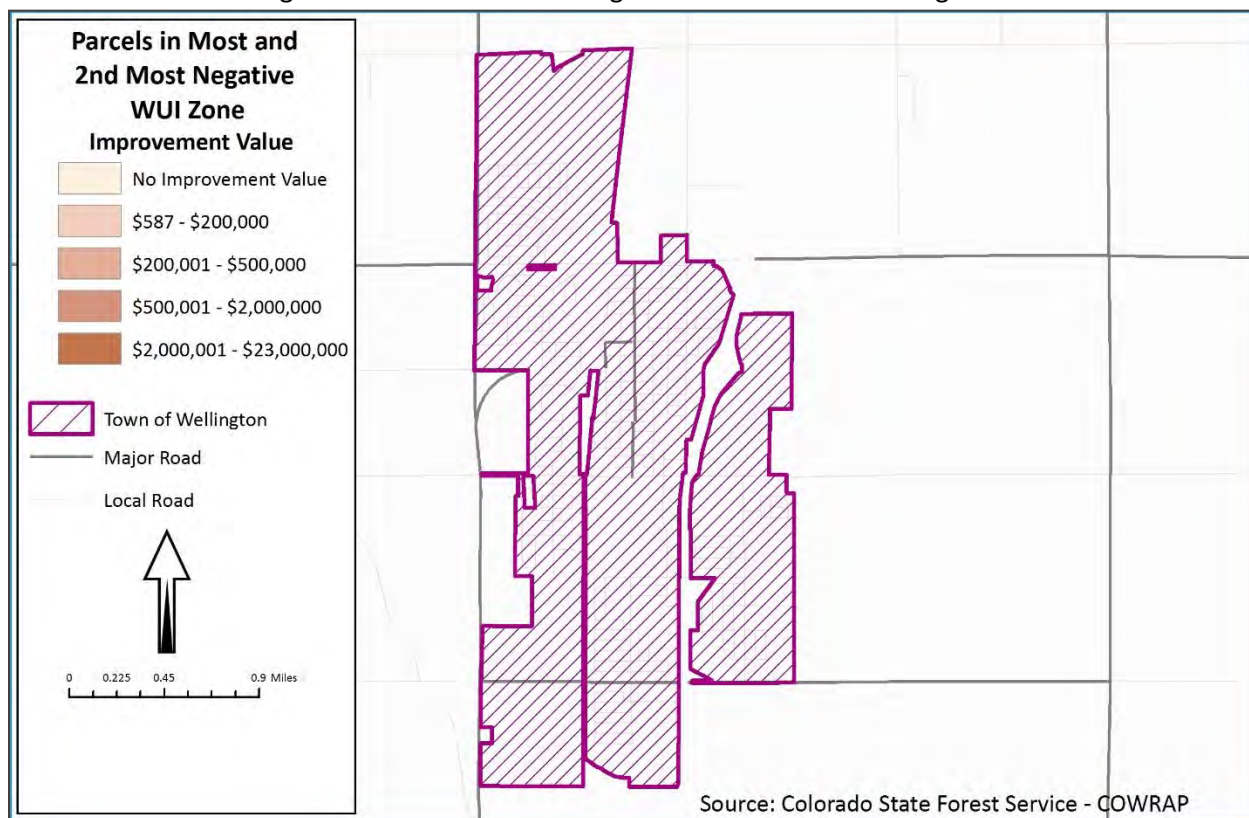 Parcels in Most and
2nd Most Negative
WUI Zone
Improvement Value
No Improvement Value
$587 - $200,000
$200,001 - $500,000
$500,001 - $2,000,000
$2,000,001 - $23,000,000
Town of Wellington
Major Road
Local Road
0 0.225 0.45 0.9 Miles
Source: Colorado State Forest Service - COWRAP